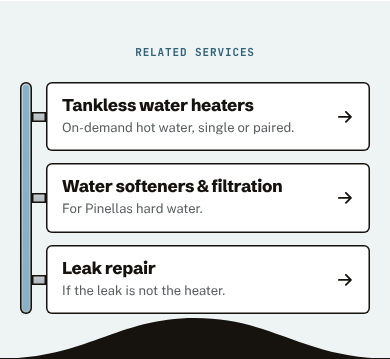 RELATED SERVICES
Tankless water heaters
On-demand hot water, single or paired.
Water softeners & filtration
For Pinellas hard water.
Leak repair
If the leak is not the heater.